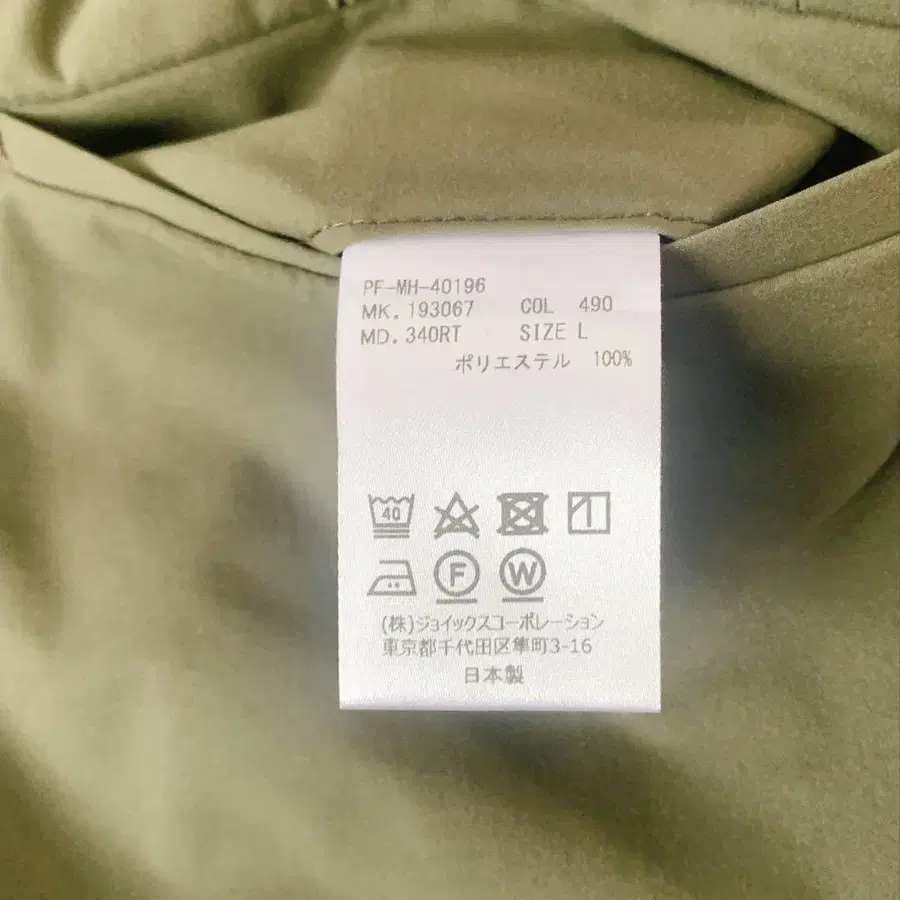 PF-MH-40196
MK. 193067 COL 490
MD. 340RT SIZE L
ポリエステル 100%
40
F W
(株)ジョイックスコーポレーション
東京都千代田区隼町3-16
日本製